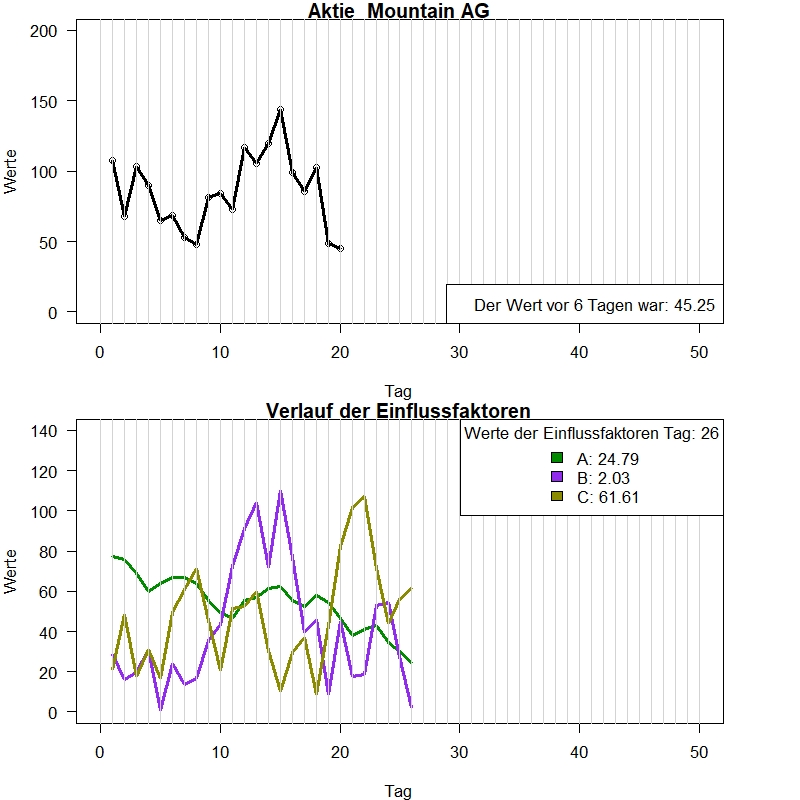 Aktie  Mountain AG
200
150
100
50
0
Werte
Der Wert vor 6 Tagen war: 45.25
0 10 20 30 40 50
Tag
Verlauf der Einflussfaktoren
140
120
100
80
60
40
20
0
Werte
Werte der Einflussfaktoren Tag: 26
A: 24.79
B: 2.03
C: 61.61
0 10 20 30 40 50
Tag